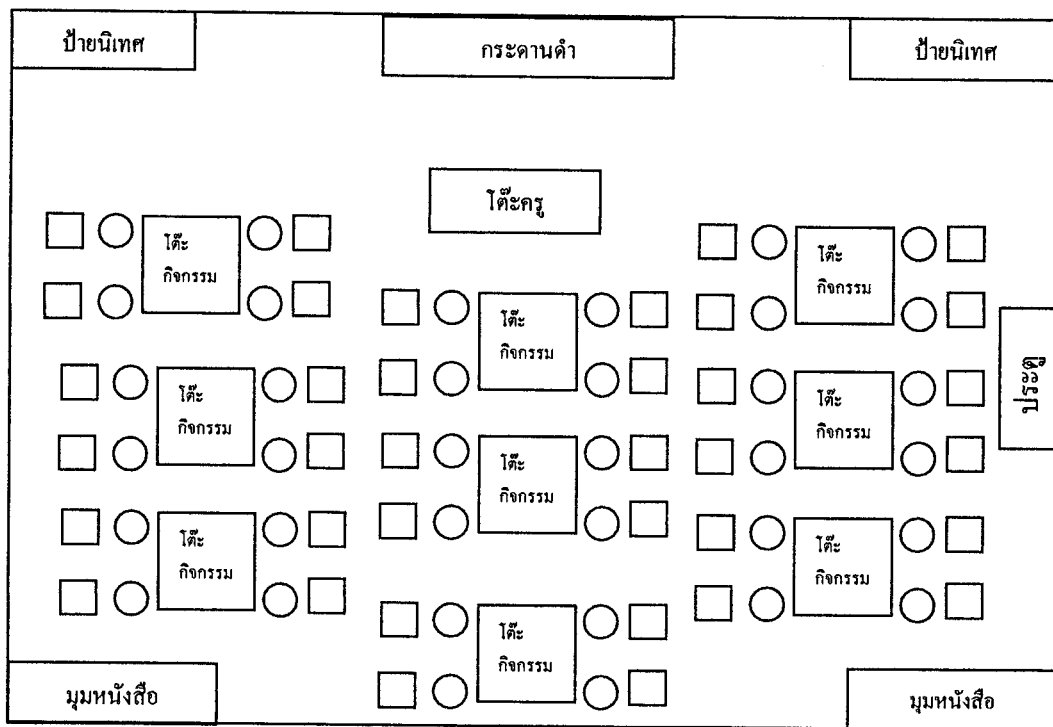 ป้ายนิเทศ
กระดานดำ
ป้ายนิเทศ
โต๊ะครู
โต๊ะ
กิจกรรม
โต๊ะ
กิจกรรม
โต๊ะ
กิจกรรม
ประตู
โต๊ะ
กิจกรรม
โต๊ะ
กิจกรรม
โต๊ะ
กิจกรรม
โต๊ะ
กิจกรรม
โต๊ะ
กิจกรรม
โต๊ะ
กิจกรรม
มุมหนังสือ
มุมหนังสือ